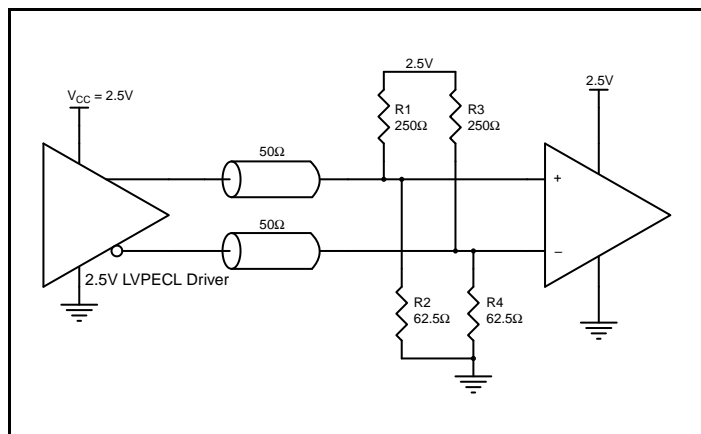 2.5V
V_CC = 2.5V
2.5V
R1
250Ω
R3
250Ω
50Ω
+
50Ω
–
2.5V LVPECL Driver
R2
62.5Ω
R4
62.5Ω